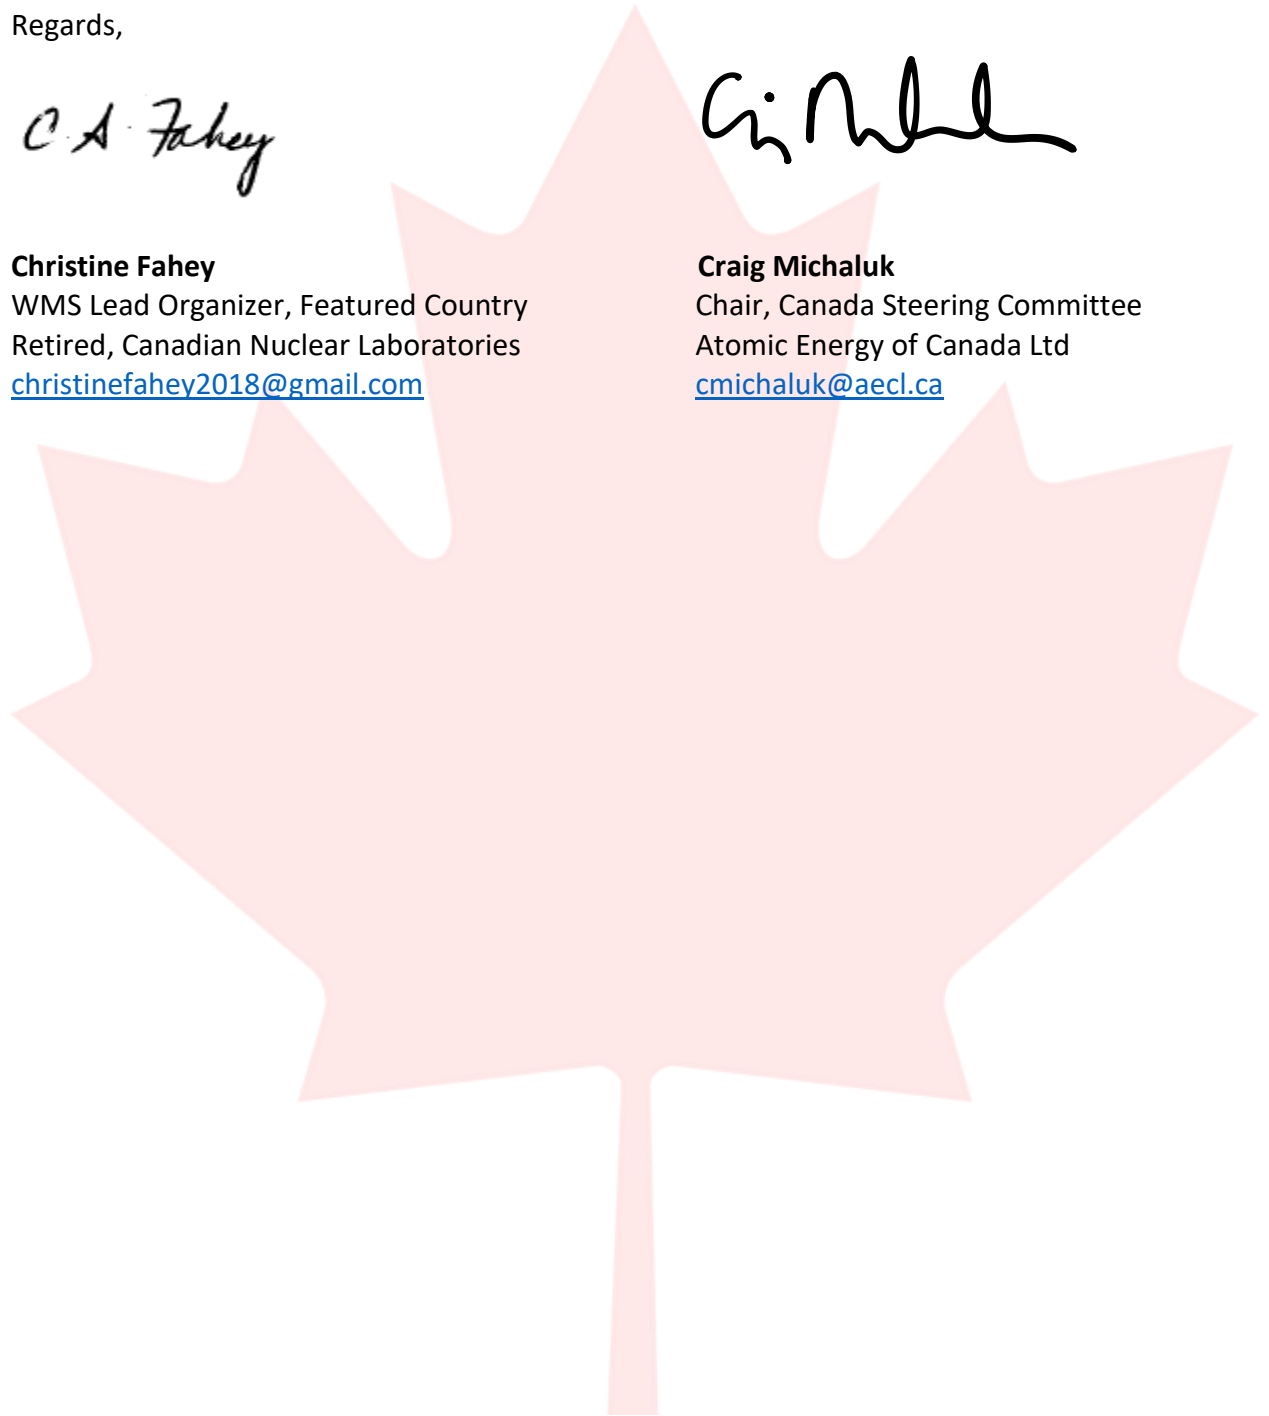 Regards,
C. A. Fahey
Christine Fahey
WMS Lead Organizer, Featured Country
Retired, Canadian Nuclear Laboratories
christinefahey2018@gmail.com
Craig Michaluk
Chair, Canada Steering Committee
Atomic Energy of Canada Ltd
cmichaluk@aecl.ca